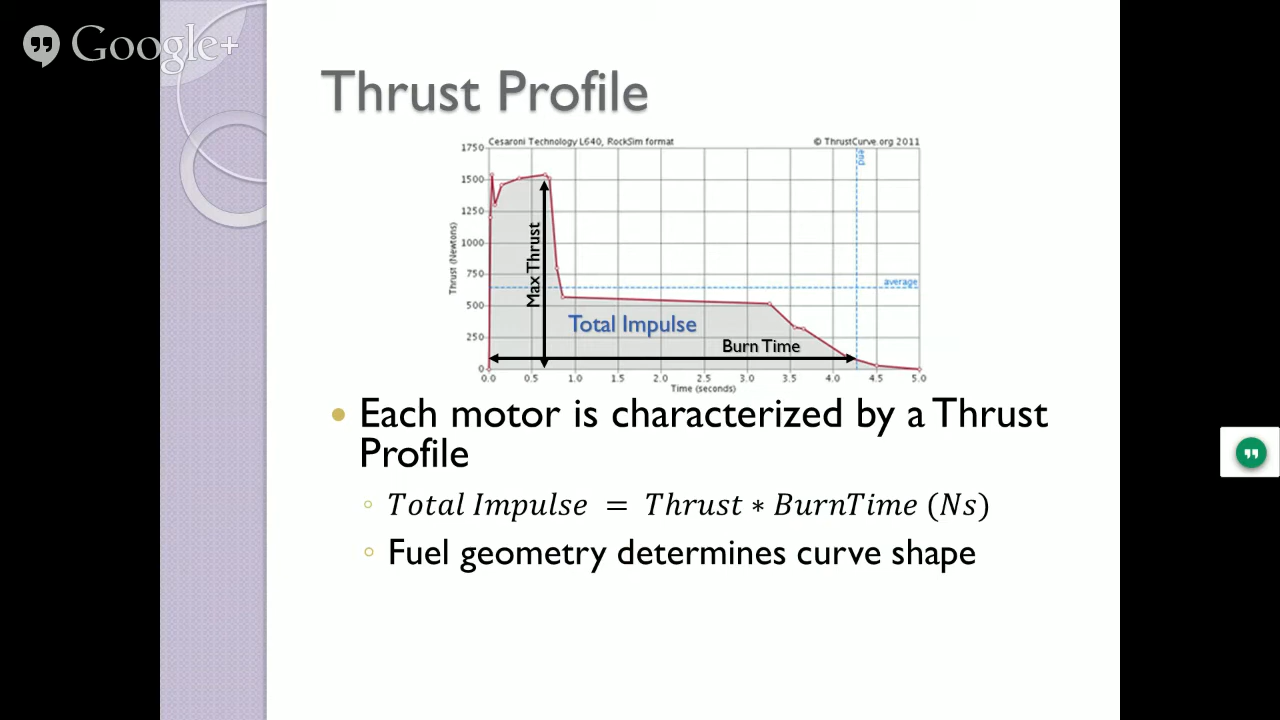 Google+
Thrust Profile
Cesaroni Technology L640, RockSim format
© ThrustCurve.org 2011
1750
1500
1250
1000
750
500
250
0
Thrust (Newtons)
Max Thrust
end
average
Total Impulse
Burn Time
0.0 0.5 1.0 1.5 2.0 2.5 3.0 3.5 4.0 4.5 5.0
Time (seconds)
Each motor is characterized by a Thrust
Profile
Total Impulse = Thrust ∗ BurnTime (Ns)
Fuel geometry determines curve shape